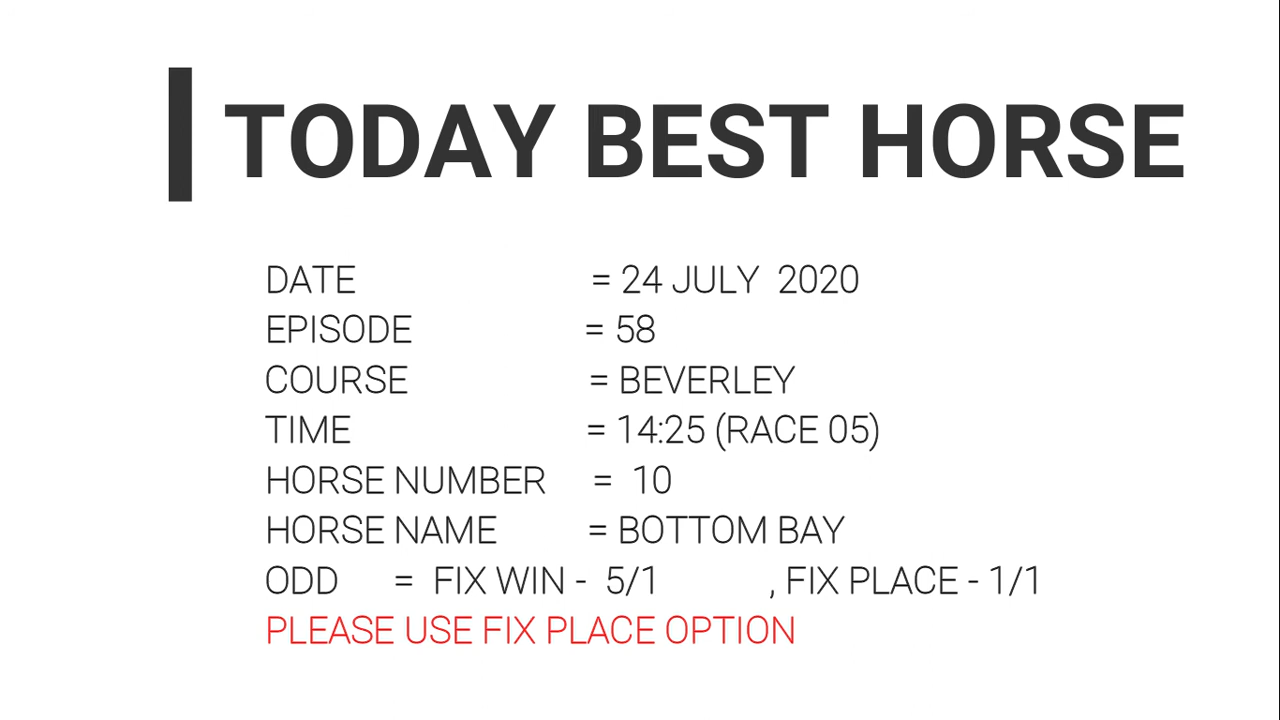 TODAY BEST HORSE
DATE = 24 JULY 2020
EPISODE = 58
COURSE = BEVERLEY
TIME = 14:25 (RACE 05)
HORSE NUMBER = 10
HORSE NAME = BOTTOM BAY
ODD = FIX WIN - 5/1 , FIX PLACE - 1/1
PLEASE USE FIX PLACE OPTION